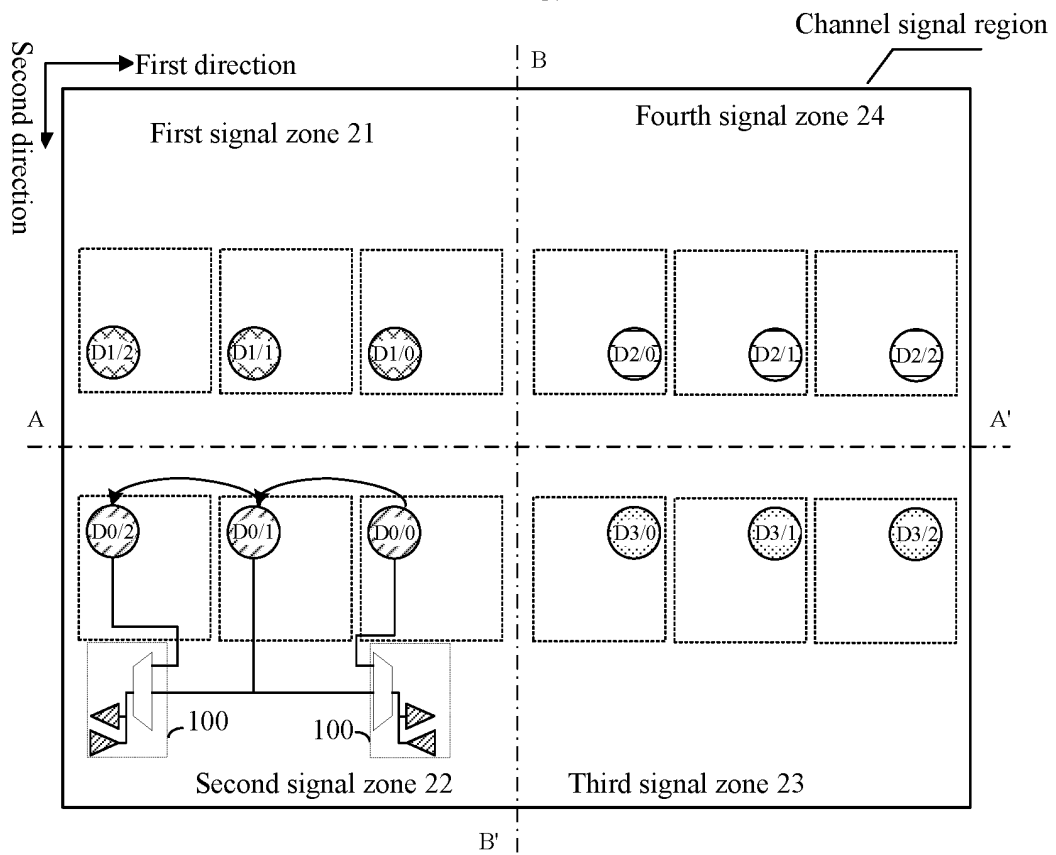 Channel signal region
First direction
B
Second direction
First signal zone 21
Fourth signal zone 24
D1/2
D1/1
D1/0
D2/0
D2/1
D2/2
A
A'
D0/2
D0/1
D0/0
D3/0
D3/1
D3/2
100
100
Second signal zone 22
Third signal zone 23
B'